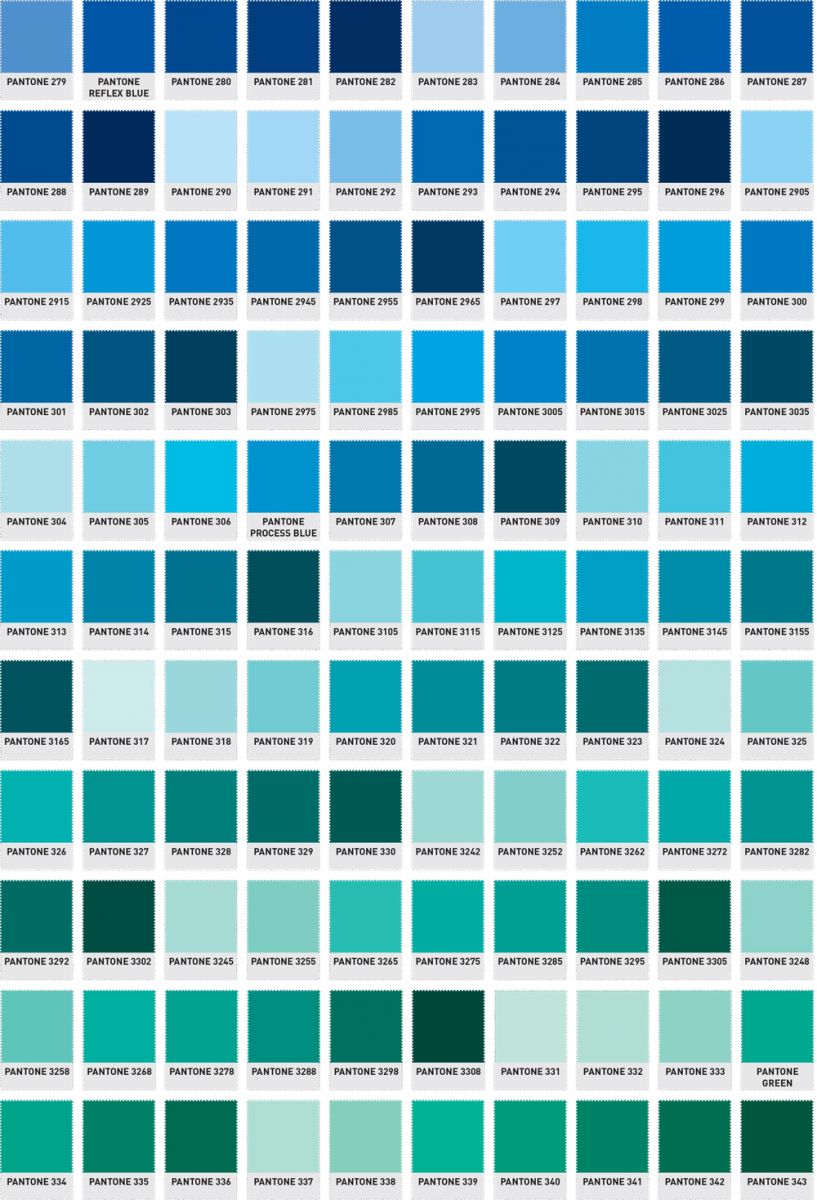 PANTONE 279 PANTONE PANTONE 280 PANTONE 281 PANTONE 282 PANTONE 283 PANTONE 284 PANTONE 285 PANTONE 286 PANTONE 287
REFLEX BLUE
PANTONE 288 PANTONE 289 PANTONE 290 PANTONE 291 PANTONE 292 PANTONE 293 PANTONE 294 PANTONE 295 PANTONE 296 PANTONE 2905
PANTONE 2915 PANTONE 2925 PANTONE 2935 PANTONE 2945 PANTONE 2955 PANTONE 2965 PANTONE 297 PANTONE 298 PANTONE 299 PANTONE 300
PANTONE 301 PANTONE 302 PANTONE 303 PANTONE 2975 PANTONE 2985 PANTONE 2995 PANTONE 3005 PANTONE 3015 PANTONE 3025 PANTONE 3035
PANTONE 304 PANTONE 305 PANTONE 306 PANTONE PANTONE 307 PANTONE 308 PANTONE 309 PANTONE 310 PANTONE 311 PANTONE 312
PROCESS BLUE
PANTONE 313 PANTONE 314 PANTONE 315 PANTONE 316 PANTONE 3105 PANTONE 3115 PANTONE 3125 PANTONE 3135 PANTONE 3145 PANTONE 3155
PANTONE 3165 PANTONE 317 PANTONE 318 PANTONE 319 PANTONE 320 PANTONE 321 PANTONE 322 PANTONE 323 PANTONE 324 PANTONE 325
PANTONE 326 PANTONE 327 PANTONE 328 PANTONE 329 PANTONE 330 PANTONE 3242 PANTONE 3252 PANTONE 3262 PANTONE 3272 PANTONE 3282
PANTONE 3292 PANTONE 3302 PANTONE 3245 PANTONE 3255 PANTONE 3265 PANTONE 3275 PANTONE 3285 PANTONE 3295 PANTONE 3305 PANTONE 3248
PANTONE 3258 PANTONE 3268 PANTONE 3278 PANTONE 3288 PANTONE 3298 PANTONE 3308 PANTONE 331 PANTONE 332 PANTONE 333 PANTONE
GREEN
PANTONE 334 PANTONE 335 PANTONE 336 PANTONE 337 PANTONE 338 PANTONE 339 PANTONE 340 PANTONE 341 PANTONE 342 PANTONE 343